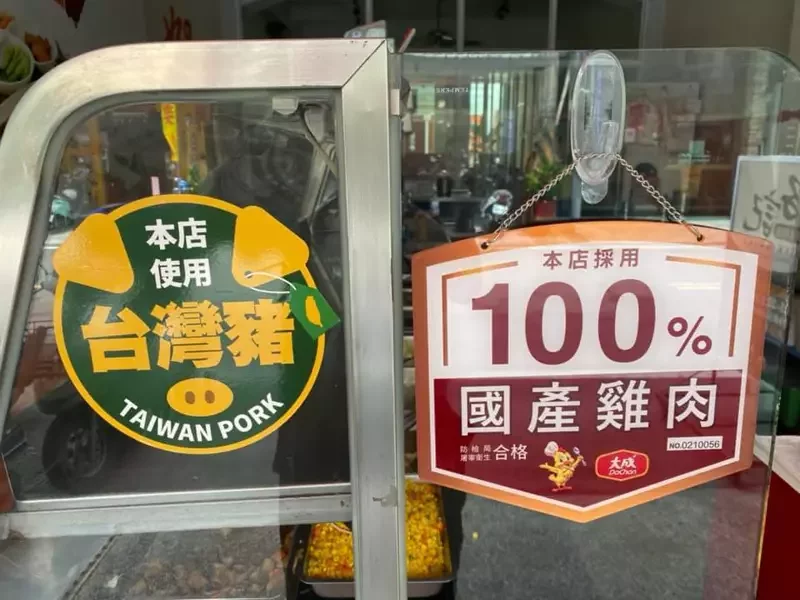 本店
使用
台灣豬
TAIWAN PORK
本店採用
100%
國產雞肉
防檢局
屠宰衛生 合格
大成
DaChan
NO.0210056